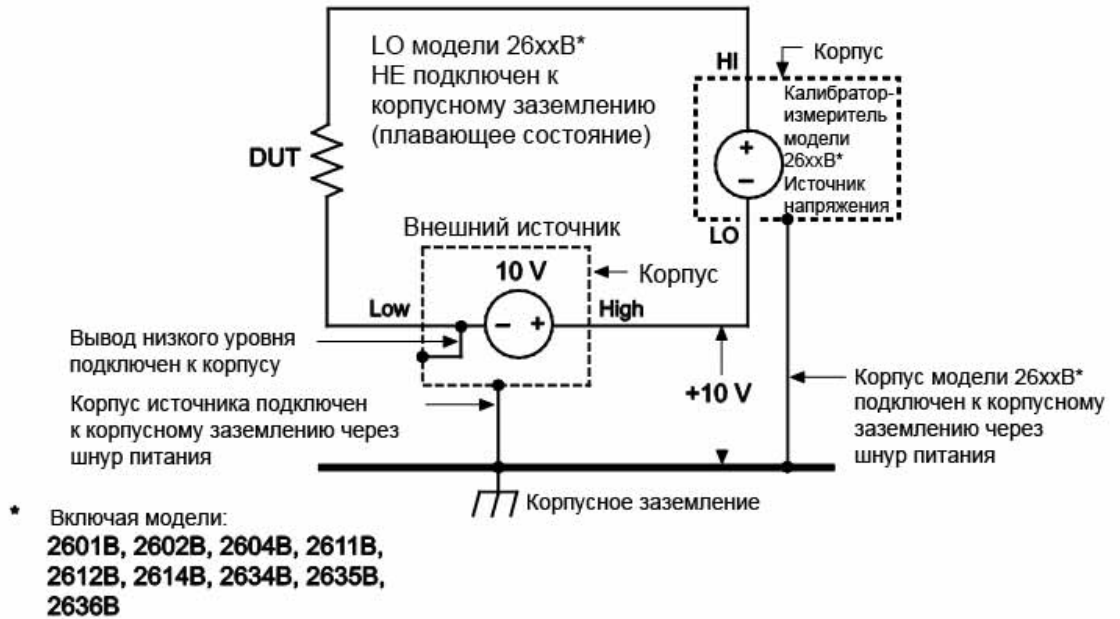 LO модели 26xxB*
НЕ подключен к
корпусному заземлению
(плавающее состояние)
HI
Корпус
Калибратор-
измеритель
модели
26xxB*
Источник
напряжения
+
−
LO
DUT
Внешний источник
10 V
Корпус
Low
− +
High
Вывод низкого уровня
подключен к корпусу
+10 V
Корпус источника подключен
к корпусному заземлению через
шнур питания
Корпус модели 26xxB*
подключен к корпусному
заземлению через
шнур питания
Корпусное заземление
* Включая модели:
2601B, 2602B, 2604B, 2611B,
2612B, 2614B, 2634B, 2635B,
2636B